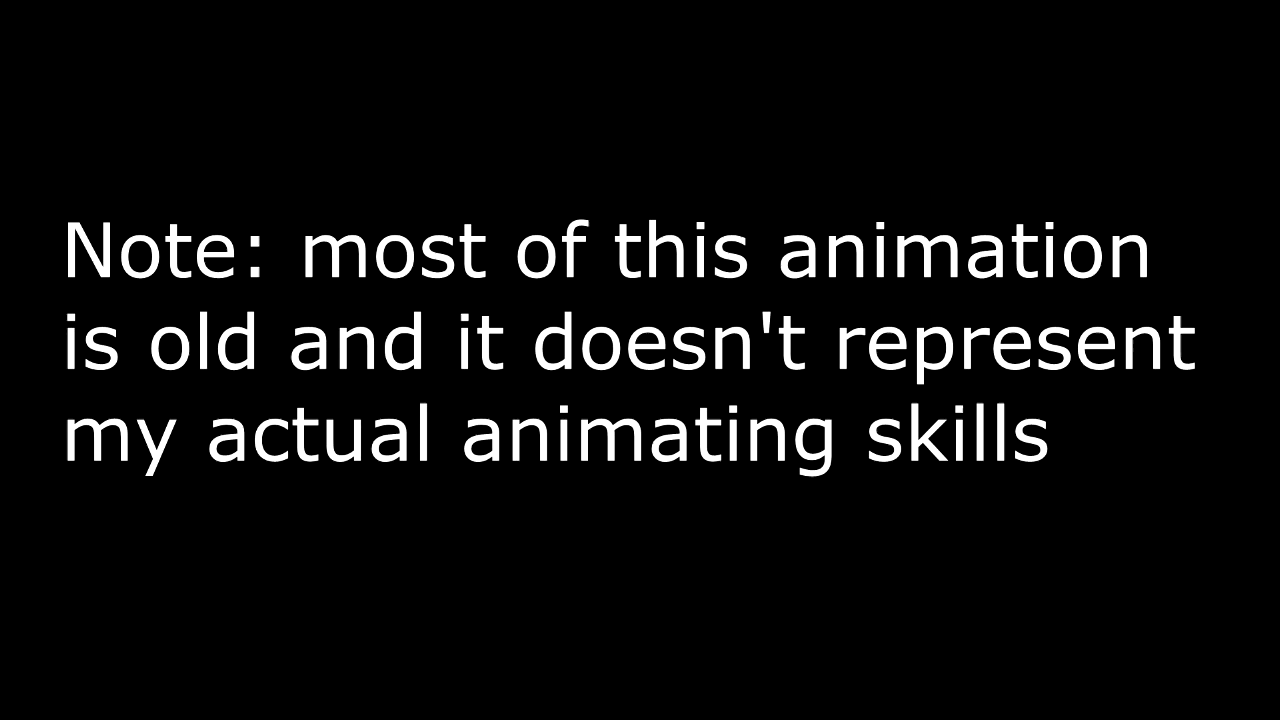 Note: most of this animation
is old and it doesn't represent
my actual animating skills